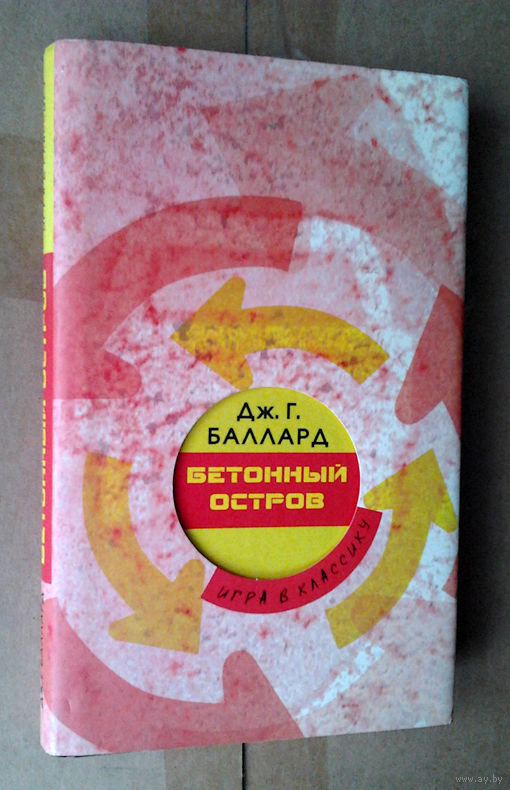 Дж. Г.
БАЛЛАРД
БЕТОННЫЙ
ОСТРОВ
ИГРА В КЛАССИКУ
www.ay.by